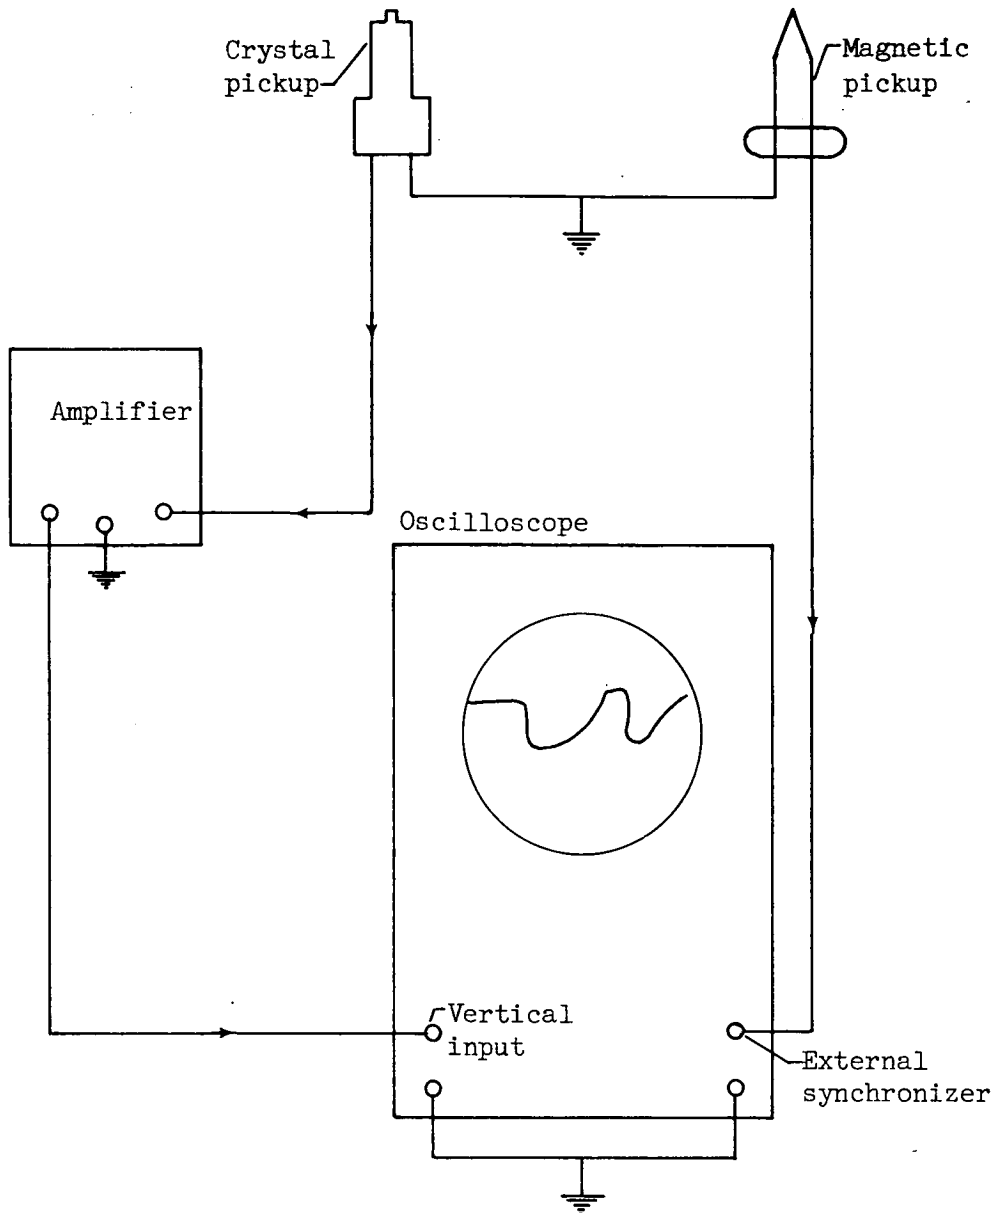 Crystal
pickup
Magnetic
pickup
Amplifier
Oscilloscope
Vertical
input
External
synchronizer